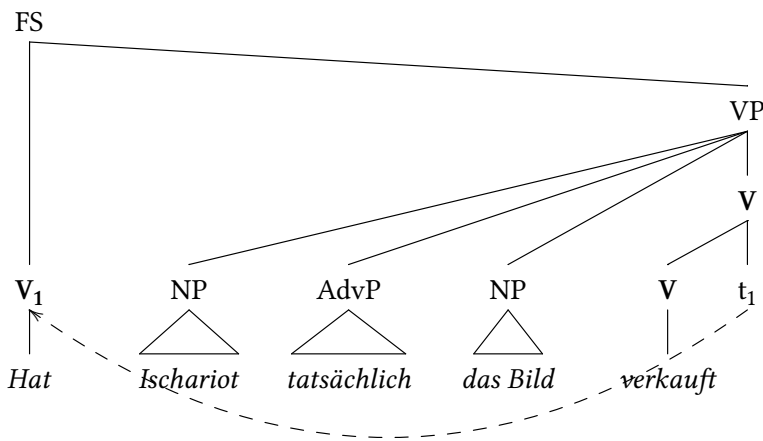 FS
VP
V
V₁ NP AdvP NP V t₁
Hat Ischariot tatsächlich das Bild verkauft